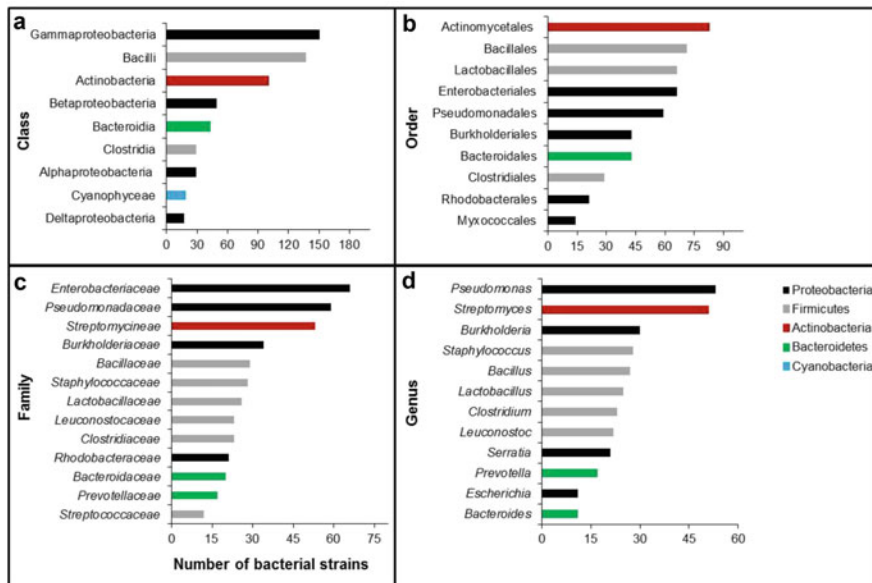 a
Class
Gammaproteobacteria
Bacilli
Actinobacteria
Betaproteobacteria
Bacteroidia
Clostridia
Alphaproteobacteria
Cyanophyceae
Deltaproteobacteria
0 30 60 90 120 150 180
b
Order
Actinomycetales
Bacillales
Lactobacillales
Enterobacteriales
Pseudomonadales
Burkholderiales
Bacteroidales
Clostridiales
Rhodobacterales
Myxococcales
0 15 30 45 60 75 90
c
Family
Enterobacteriaceae
Pseudomonadaceae
Streptomycineae
Burkholderiaceae
Bacillaceae
Staphylococcaceae
Lactobacillaceae
Leuconostocaceae
Clostridiaceae
Rhodobacteraceae
Bacteroidaceae
Prevotellaceae
Streptococcaceae
0 15 30 45 60 75
Number of bacterial strains
d
Genus
Pseudomonas
Streptomyces
Burkholderia
Staphylococcus
Bacillus
Lactobacillus
Clostridium
Leuconostoc
Serratia
Prevotella
Escherichia
Bacteroides
0 15 30 45 60
Proteobacteria
Firmicutes
Actinobacteria
Bacteroidetes
Cyanobacteria